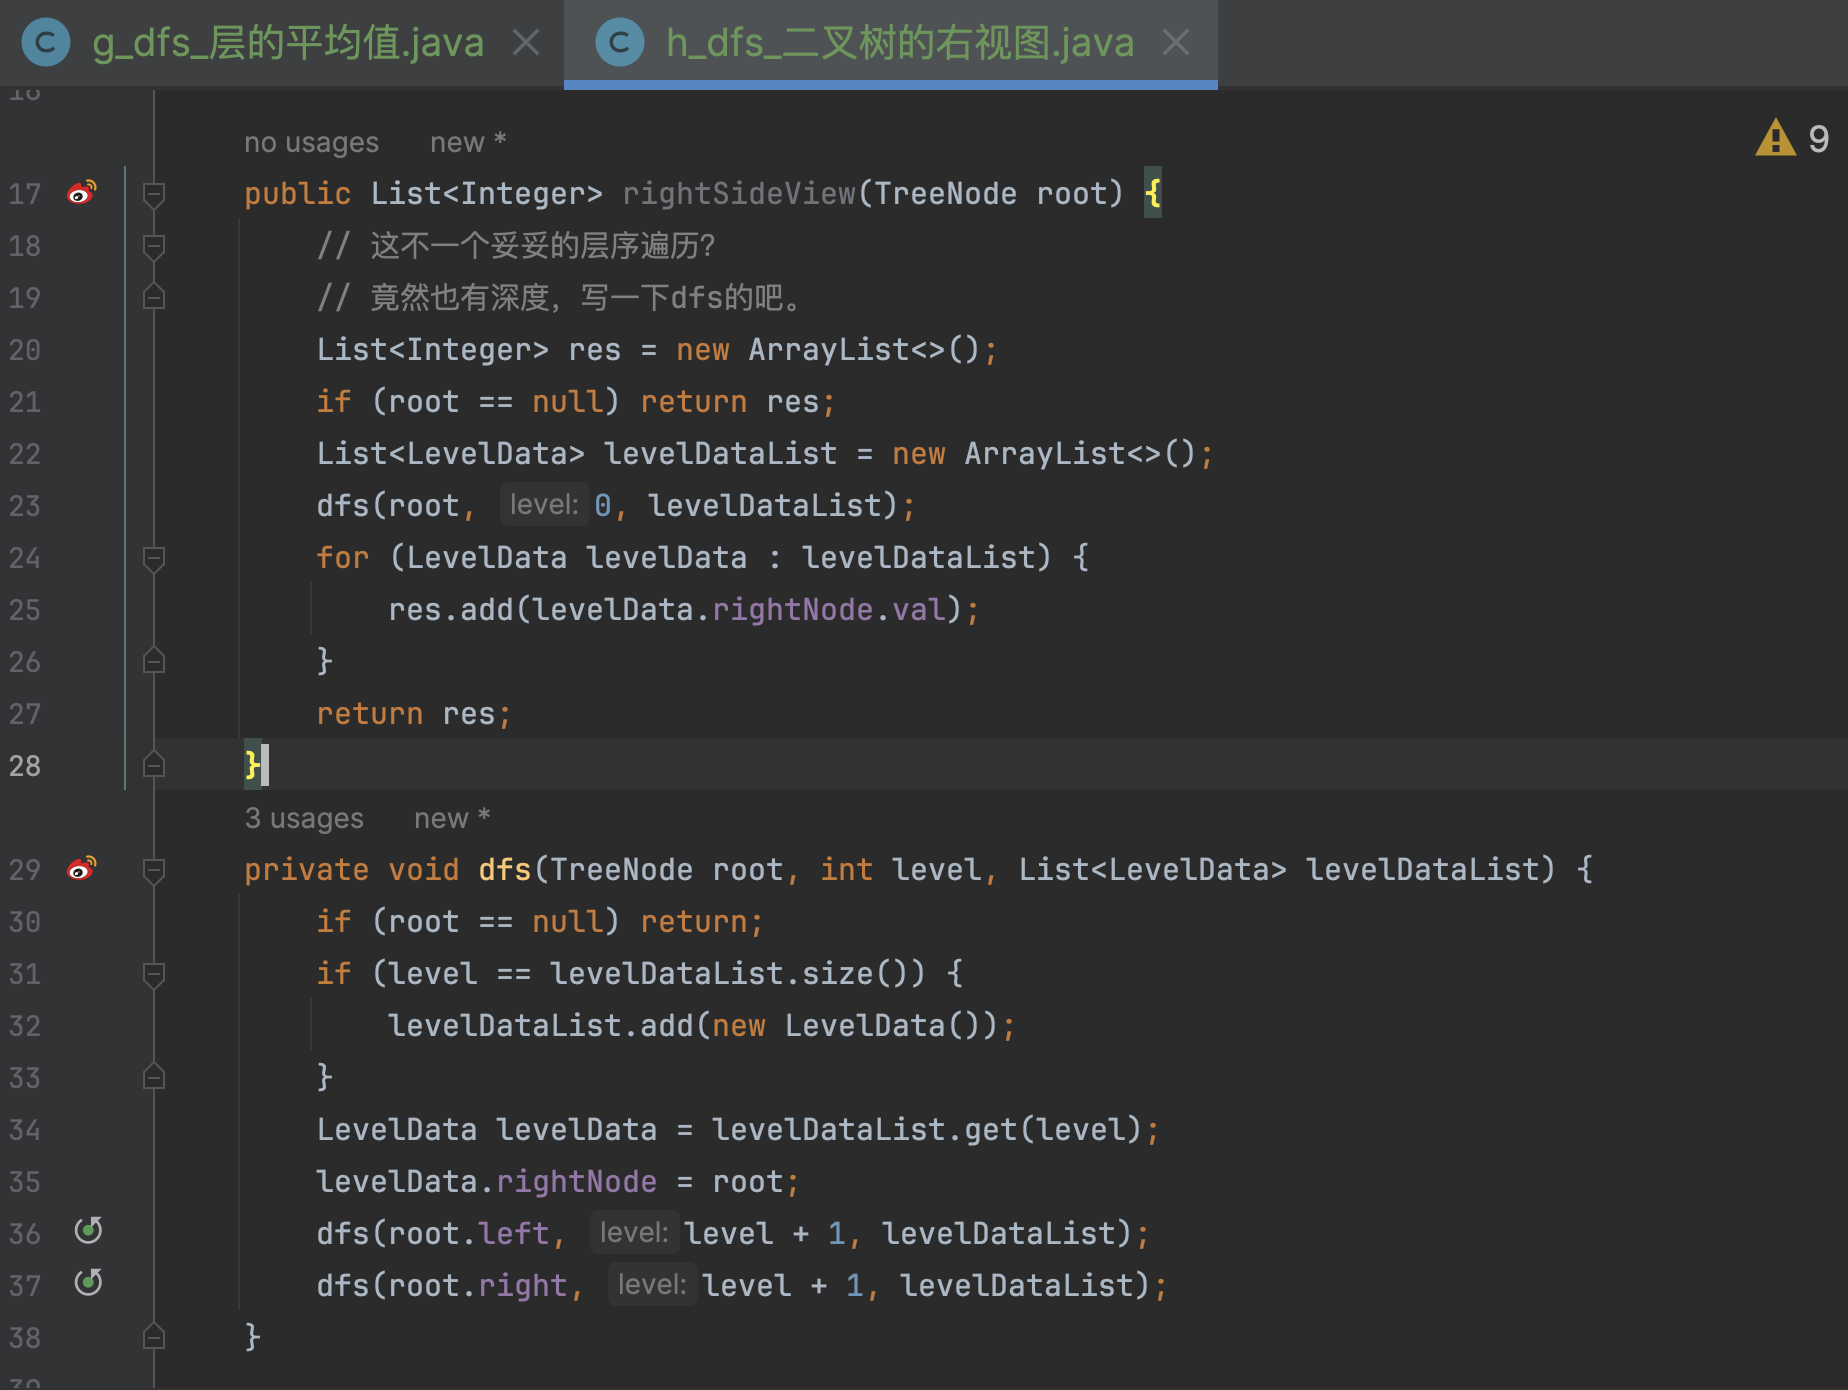 g_dfs_层的平均值.java
h_dfs_二叉树的右视图.java
9
no usages new *
17 public List<Integer> rightSideView(TreeNode root) {
18 // 这不一个妥妥的层序遍历？
19 // 竟然也有深度，写一下dfs的吧。
20 List<Integer> res = new ArrayList<>();
21 if (root == null) return res;
22 List<LevelData> levelDataList = new ArrayList<>();
23 dfs(root, level: 0, levelDataList);
24 for (LevelData levelData : levelDataList) {
25 res.add(levelData.rightNode.val);
26 }
27 return res;
28 }
3 usages new *
29 private void dfs(TreeNode root, int level, List<LevelData> levelDataList) {
30 if (root == null) return;
31 if (level == levelDataList.size()) {
32 levelDataList.add(new LevelData());
33 }
34 LevelData levelData = levelDataList.get(level);
35 levelData.rightNode = root;
36 dfs(root.left, level: level + 1, levelDataList);
37 dfs(root.right, level: level + 1, levelDataList);
38 }